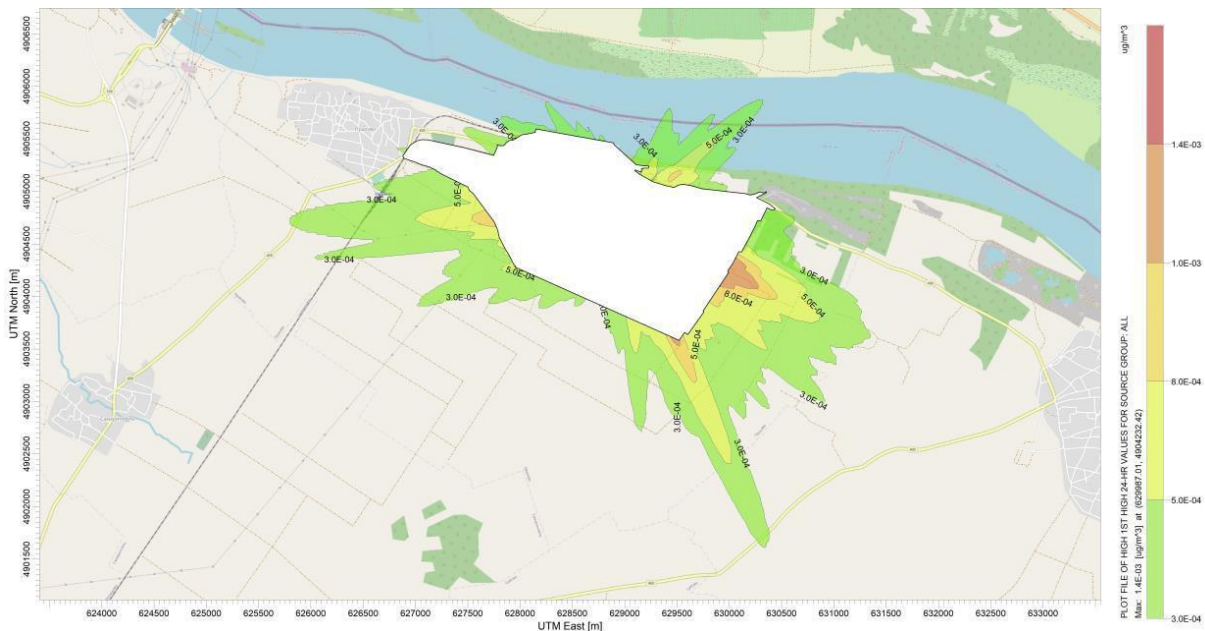 3.0E-04
5.0E-04
3.0E-04
3.0E-04
3.0E-04
5.0E-0
3.0E-04
3.0E-04
5.0E-04
3.0E-04
.0E-04
3.0E-04
5.0E-04
8.0E-04
5.0E-04
3.0E-04
3.0E-04
3.0E-04
UTM North [m]
4906500
4906000
4905500
4905000
4904500
4904000
4903500
4903000
4902500
4902000
4901500
624000 624500 625000 625500 626000 626500 627000 627500 628000 628500 629000 629500 630000 630500 631000 631500 632000 632500 633000
UTM East [m]
PLOT FILE OF HIGH 1ST HIGH 24-HR VALUES FOR SOURCE GROUP: ALL
Max: 1.4E-03 [ug/m^3] at (629987.01, 4904232.42)
ug/m^3
1.4E-03
1.0E-03
8.0E-04
5.0E-04
3.0E-04